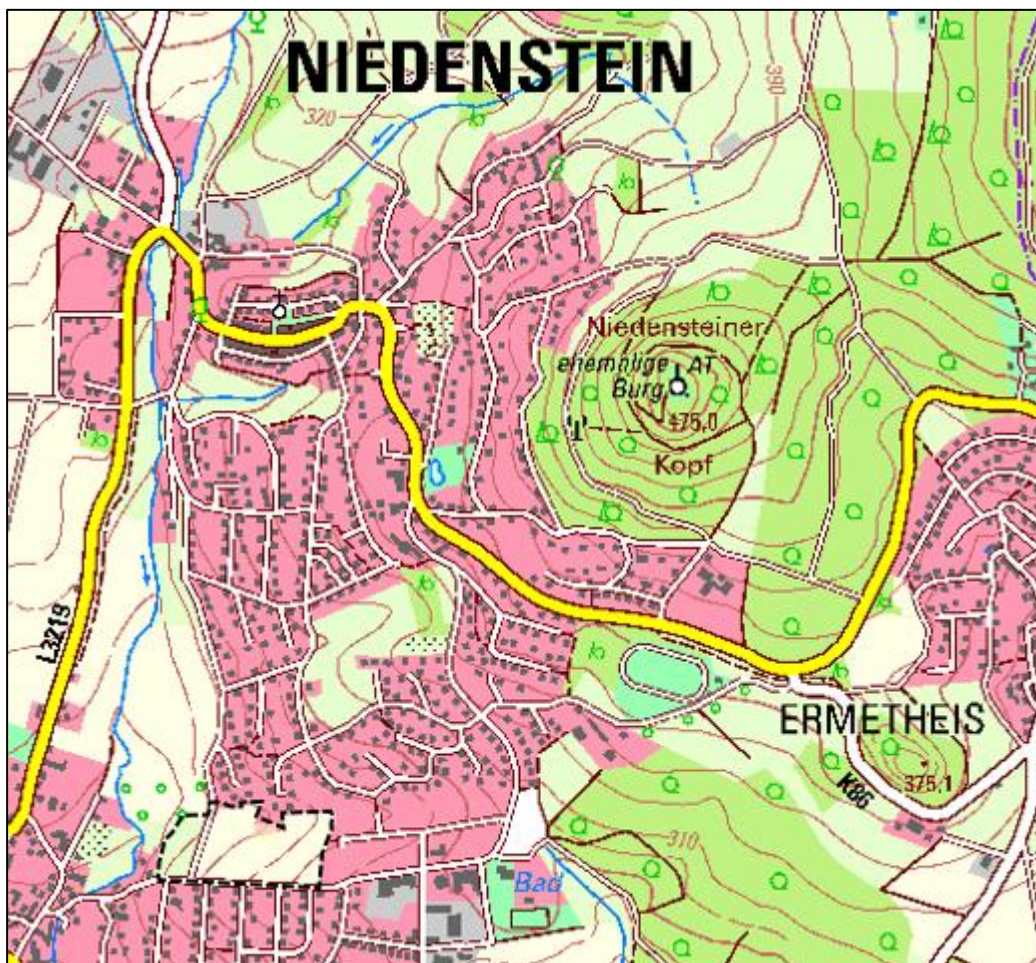 NIEDENSTEIN
320
390
Niedensteiner
ehemalige AT
Burg
475,0
Kopf
L3219
ERMETHEIS
K86
375,1
310
Bad